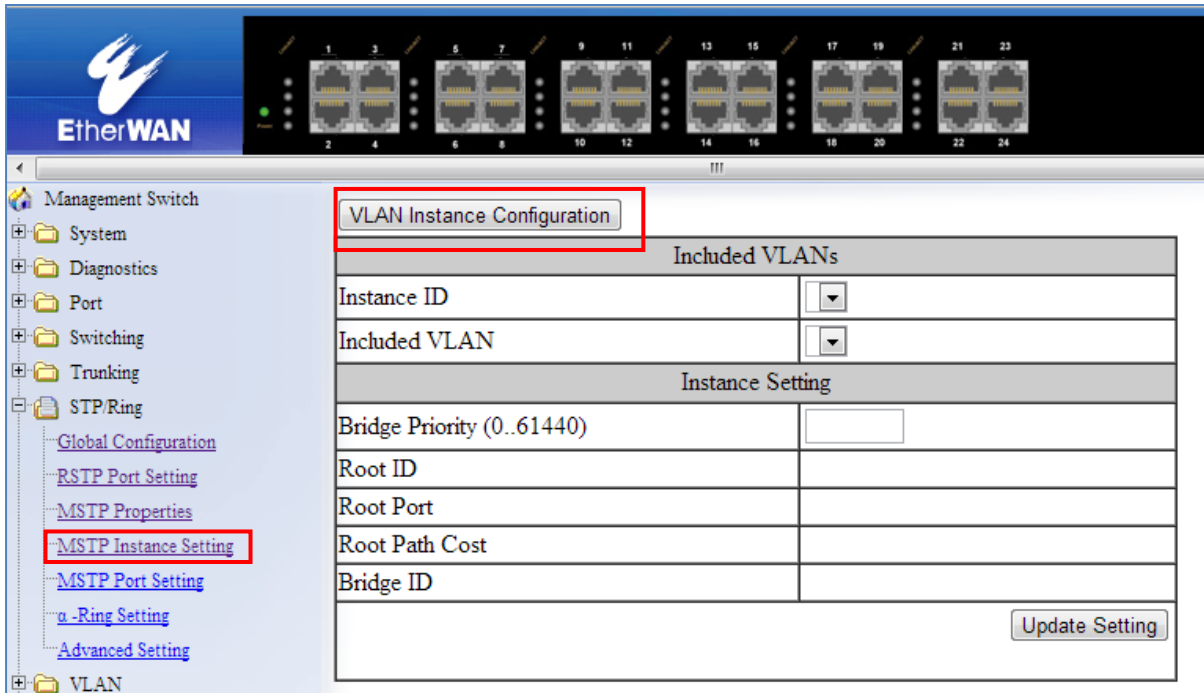 1 3 5 7 9 11 13 15 17 19 21 23
EtherWAN
Power
2 4 6 8 10 12 14 16 18 20 22 24
Management Switch
System
Diagnostics
Port
Switching
Trunking
STP/Ring
Global Configuration
RSTP Port Setting
MSTP Properties
MSTP Instance Setting
MSTP Port Setting
α -Ring Setting
Advanced Setting
VLAN
VLAN Instance Configuration
Included VLANs
Instance ID
Included VLAN
Instance Setting
Bridge Priority (0..61440)
Root ID
Root Port
Root Path Cost
Bridge ID
Update Setting